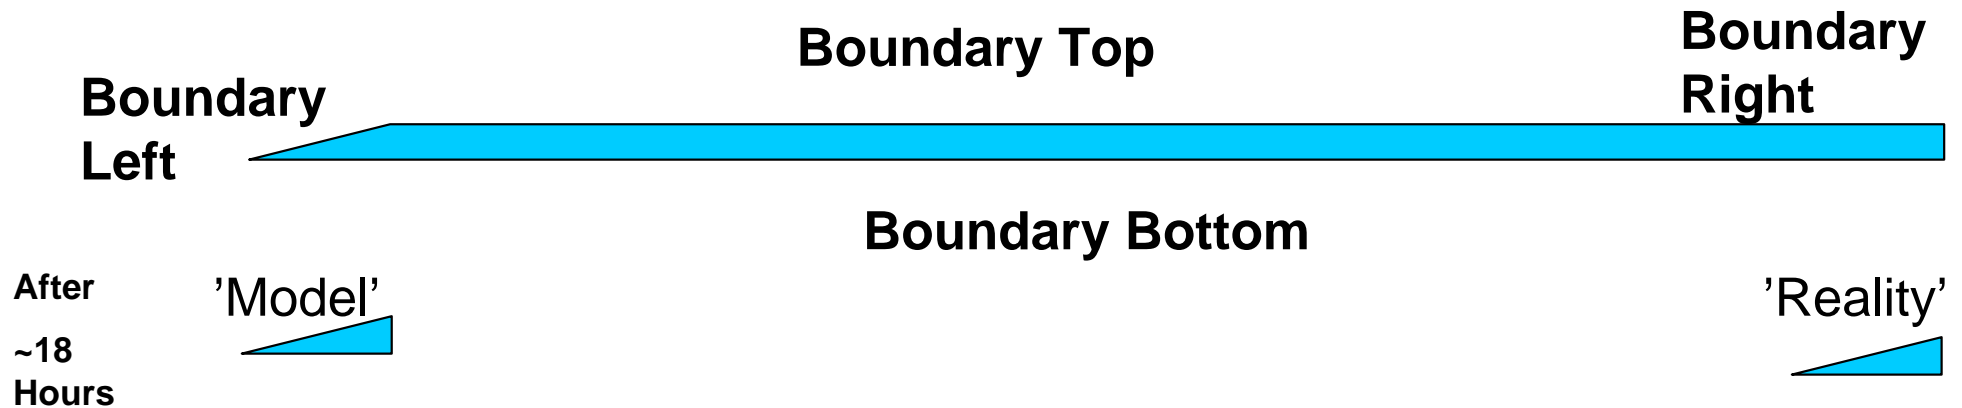 Boundary Top
Boundary
Right
Boundary
Left
Boundary Bottom
After
~18
Hours
’Model’
’Reality’